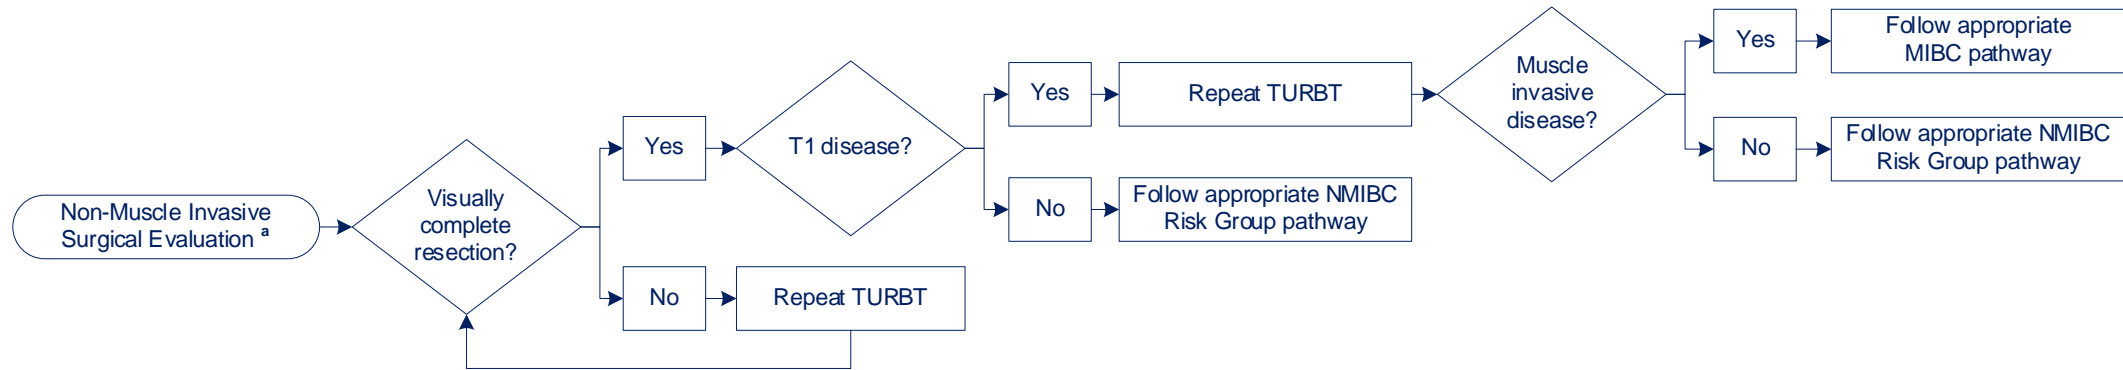 Non-Muscle Invasive
Surgical Evaluation a
Visually
complete
resection?
Yes
No
Repeat TURBT
T1 disease?
Yes
No
Repeat TURBT
Follow appropriate NMIBC
Risk Group pathway
Muscle
invasive
disease?
Yes
No
Follow appropriate
MIBC pathway
Follow appropriate NMIBC
Risk Group pathway